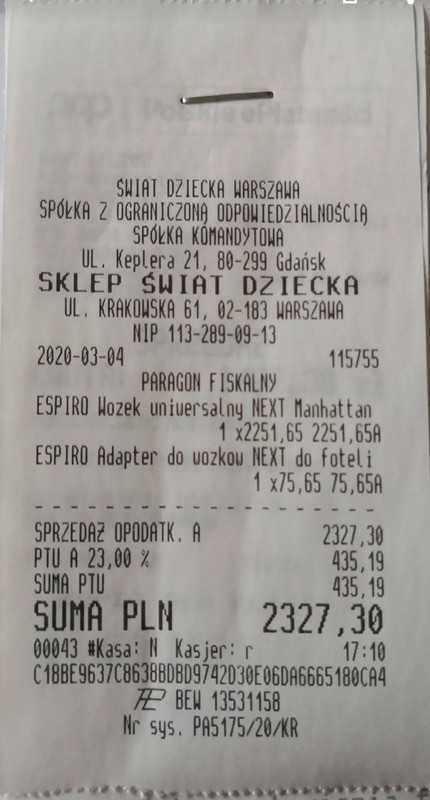 ŚWIAT DZIECKA WARSZAWA
SPÓŁKA Z OGRANICZONĄ ODPOWIEDZIALNOŚCIĄ
SPÓŁKA KOMANDYTOWA
UL. Keplera 21, 80-299 Gdańsk
SKLEP ŚWIAT DZIECKA
UL. KRAKOWSKA 61, 02-183 WARSZAWA
NIP 113-289-09-13
2020-03-04 115755
PARAGON FISKALNY
ESPIRO Wozek uniwersalny NEXT Manhattan
1 x2251,65 2251,65A
ESPIRO Adapter do wozkow NEXT do foteli
1 x75,65 75,65A
SPRZEDAŻ OPODATK. A 2327,30
PTU A 23,00 % 435,19
SUMA PTU 435,19
SUMA PLN 2327,30
00043 #Kasa: N Kasjer: r 17:10
C18BE9637C8638BDBD9742D30E06DA6665180CA4
BEW 13531158
Nr sys. PA5175/20/KR